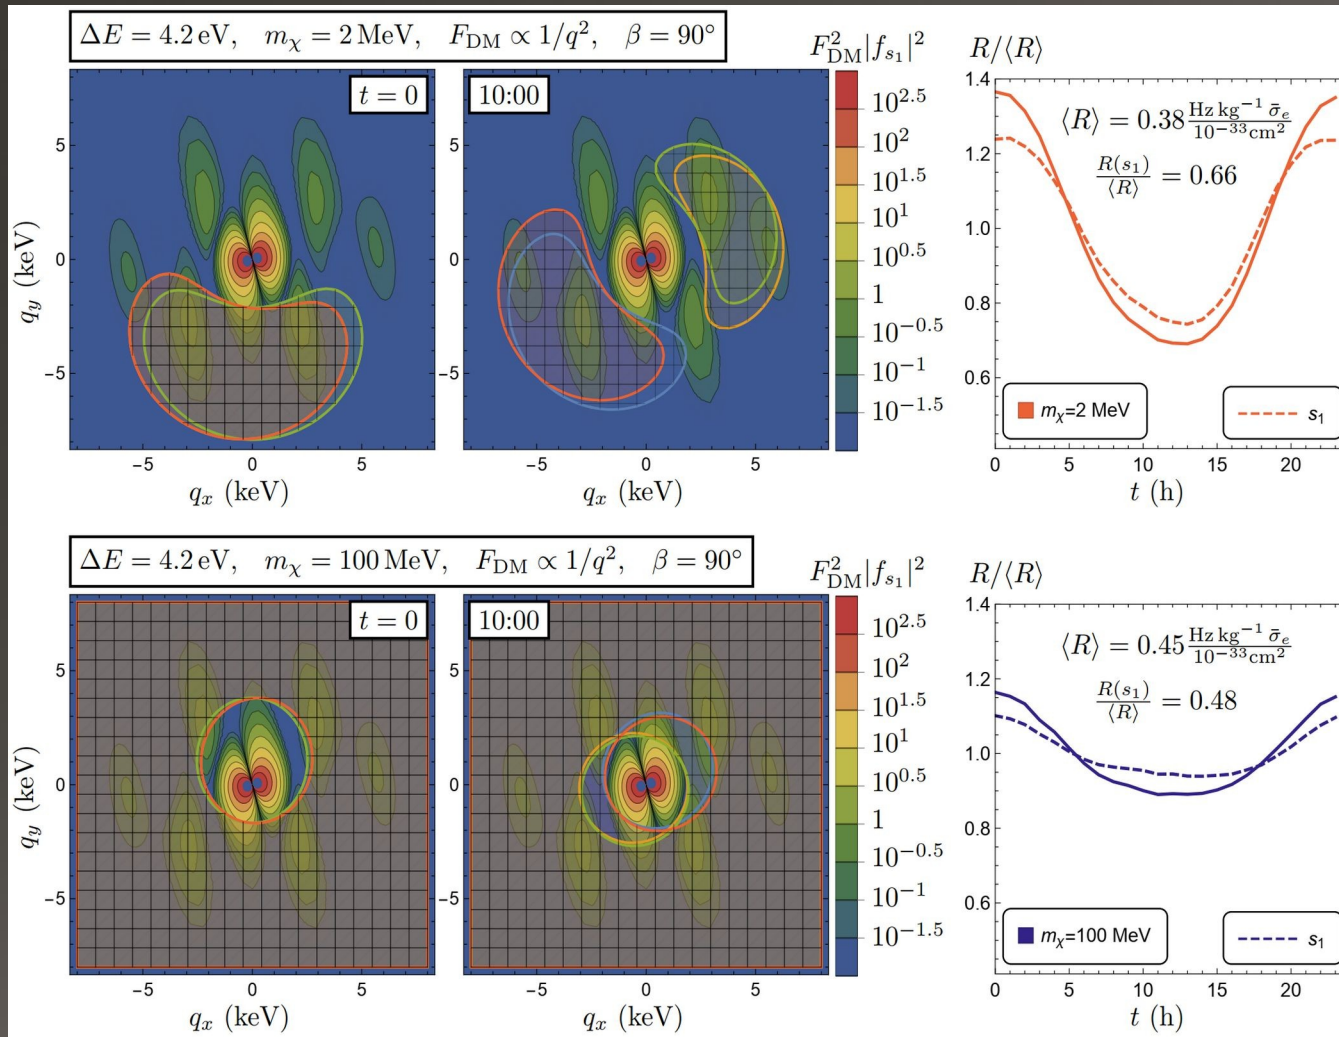 ΔE = 4.2 eV, mχ = 2 MeV, F_DM ∝ 1/q², β = 90°
t = 0
10:00
5
0
−5
q_y (keV)
−5 0 5
q_x (keV)
5
0
−5
−5 0 5
q_x (keV)
F²_DM|f_s₁|²
10^2.5
10^2
10^1.5
10^1
10^0.5
1
10^−0.5
10^−1
10^−1.5
R/⟨R⟩
1.4
1.2
1.0
0.8
0.6
⟨R⟩ = 0.38 Hz kg⁻¹ σ̄_e / 10⁻³³cm²
R(s₁)/⟨R⟩ = 0.66
mχ=2 MeV
s₁
0 5 10 15 20
t (h)
ΔE = 4.2 eV, mχ = 100 MeV, F_DM ∝ 1/q², β = 90°
t = 0
10:00
5
0
−5
q_y (keV)
−5 0 5
q_x (keV)
5
0
−5
−5 0 5
q_x (keV)
F²_DM|f_s₁|²
10^2.5
10^2
10^1.5
10^1
10^0.5
1
10^−0.5
10^−1
10^−1.5
R/⟨R⟩
1.4
1.2
1.0
0.8
0.6
⟨R⟩ = 0.45 Hz kg⁻¹ σ̄_e / 10⁻³³cm²
R(s₁)/⟨R⟩ = 0.48
mχ=100 MeV
s₁
0 5 10 15 20
t (h)